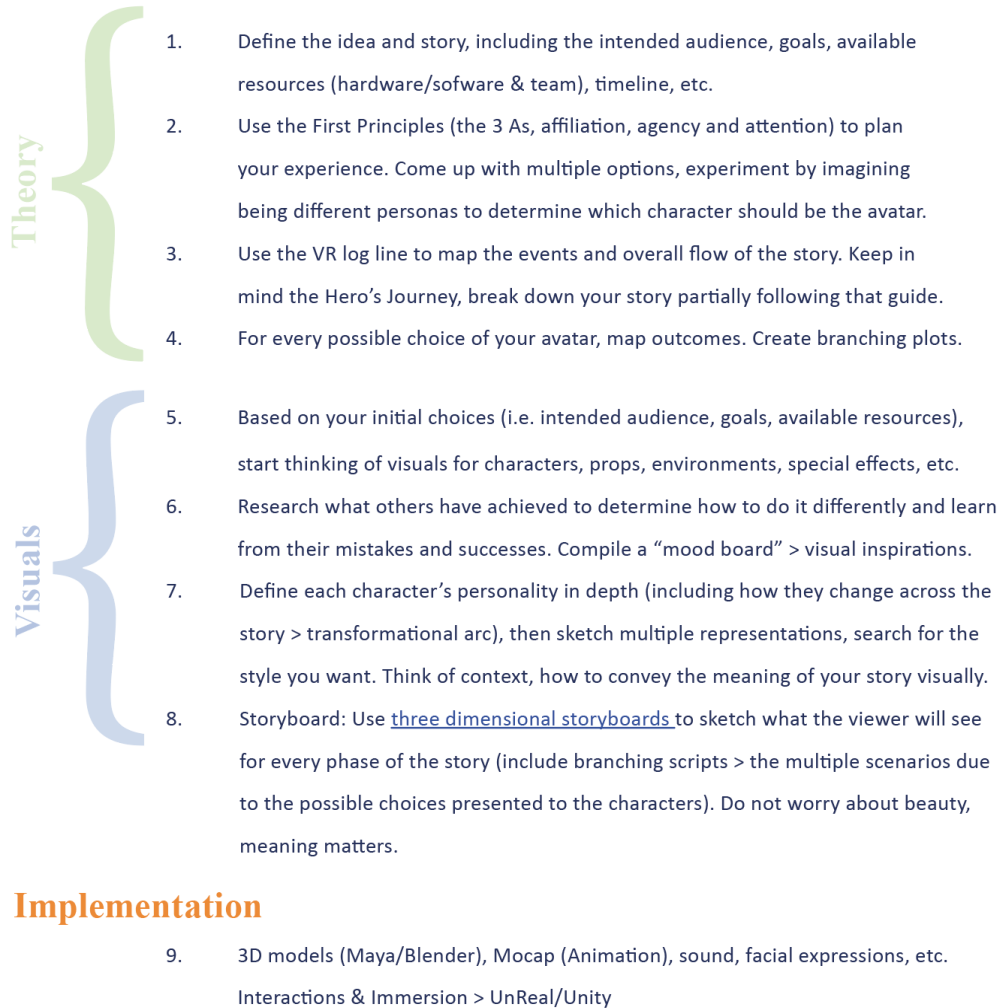 Theory
1. Define the idea and story, including the intended audience, goals, available
resources (hardware/sofware & team), timeline, etc.
2. Use the First Principles (the 3 As, affiliation, agency and attention) to plan
your experience. Come up with multiple options, experiment by imagining
being different personas to determine which character should be the avatar.
3. Use the VR log line to map the events and overall flow of the story. Keep in
mind the Hero’s Journey, break down your story partially following that guide.
4. For every possible choice of your avatar, map outcomes. Create branching plots.
Visuals
5. Based on your initial choices (i.e. intended audience, goals, available resources),
start thinking of visuals for characters, props, environments, special effects, etc.
6. Research what others have achieved to determine how to do it differently and learn
from their mistakes and successes. Compile a “mood board” > visual inspirations.
7. Define each character’s personality in depth (including how they change across the
story > transformational arc), then sketch multiple representations, search for the
style you want. Think of context, how to convey the meaning of your story visually.
8. Storyboard: Use three dimensional storyboards to sketch what the viewer will see
for every phase of the story (include branching scripts > the multiple scenarios due
to the possible choices presented to the characters). Do not worry about beauty,
meaning matters.
Implementation
9. 3D models (Maya/Blender), Mocap (Animation), sound, facial expressions, etc.
Interactions & Immersion > UnReal/Unity